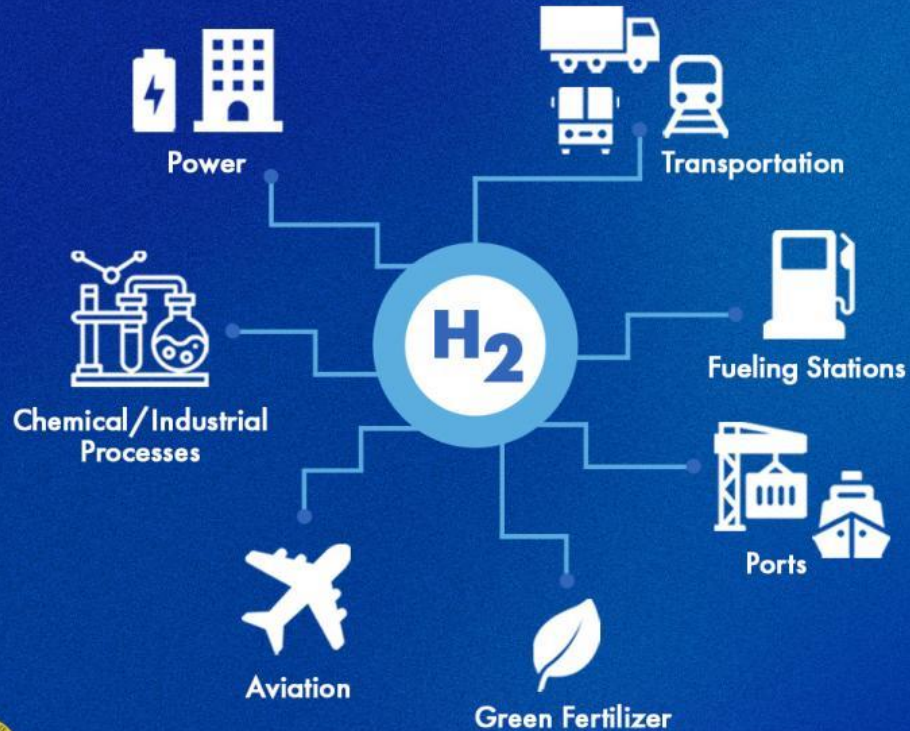 Power
Transportation
H2
Fueling Stations
Chemical/Industrial
Processes
Ports
Aviation
Green Fertilizer